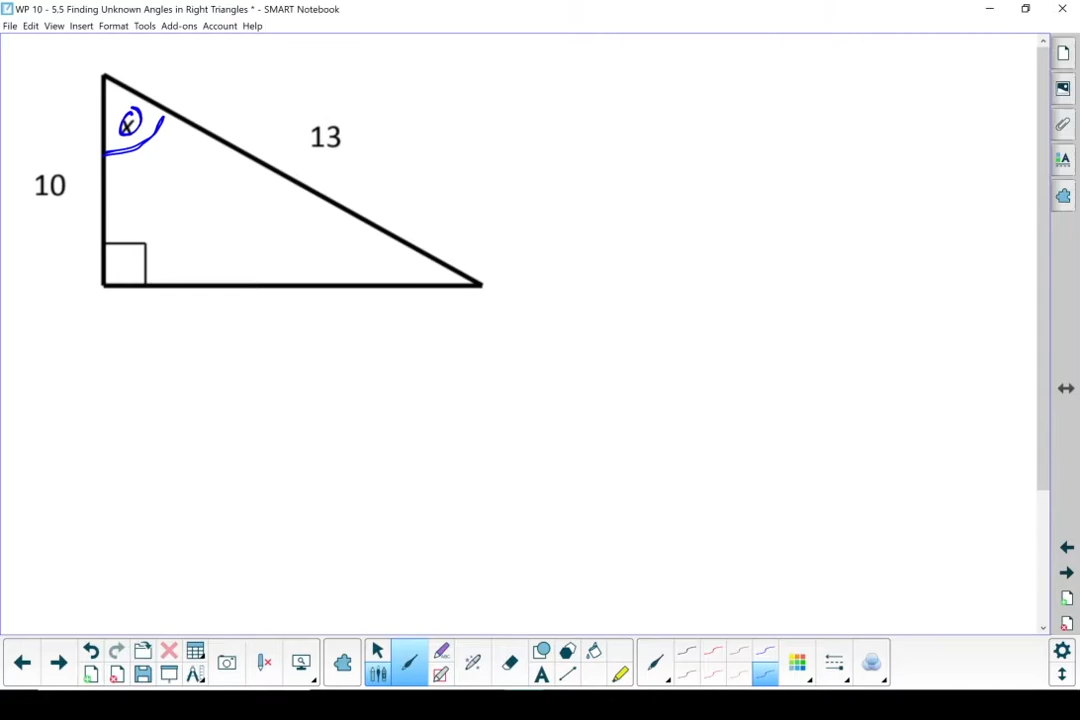 WP 10 - 5.5 Finding Unknown Angles in Right Triangles * - SMART Notebook
File Edit View Insert Format Tools Add-ons Account Help
x
13
10